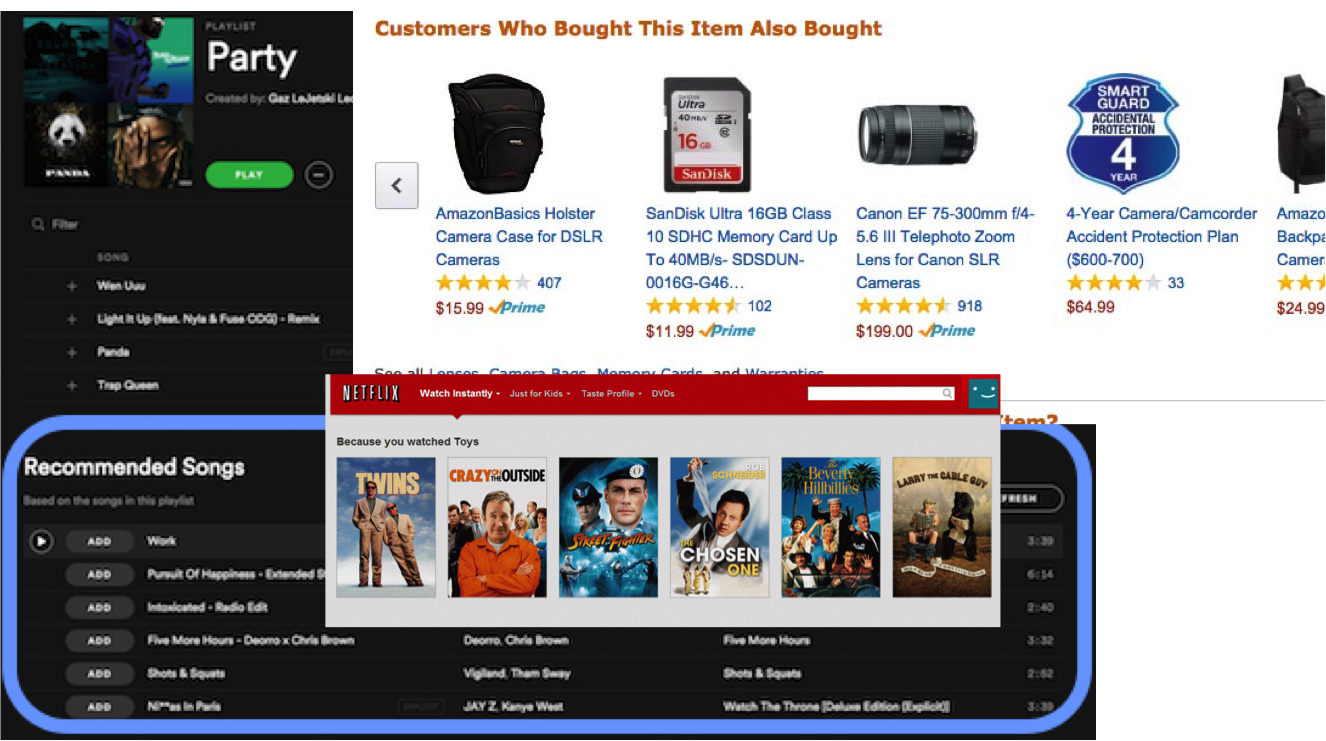 PLAYLIST
Party
Created by: Gaz LeJetski Lee
PANDA
PLAY
Filter
SONG
Wen Uuu
Light It Up (feat. Nyla & Fuse ODG) - Remix
Panda
Trap Queen
Customers Who Bought This Item Also Bought
SanDisk
Ultra
40 MB/s
16 GB
SanDisk
SMART
GUARD
ACCIDENTAL
PROTECTION
4
YEAR
AmazonBasics Holster
Camera Case for DSLR
Cameras
407
$15.99 Prime
SanDisk Ultra 16GB Class
10 SDHC Memory Card Up
To 40MB/s- SDSDUN-
0016G-G46...
102
$11.99 Prime
Canon EF 75-300mm f/4-
5.6 III Telephoto Zoom
Lens for Canon SLR
Cameras
918
$199.00 Prime
4-Year Camera/Camcorder
Accident Protection Plan
($600-700)
33
$64.99
Amazo
Backpa
Camer
$24.99
See all Lenses, Camera Bags, Memory Cards, and Warranties
Item?
NETFLIX Watch Instantly Just for Kids Taste Profile DVDs
Because you watched Toys
TWINS
CRAZY ON THE OUTSIDE
STREET FIGHTER
ROB SCHNEIDER
THE CHOSEN ONE
The Beverly Hillbillies
LARRY THE CABLE GUY
Recommended Songs
Based on the songs in this playlist
FRESH
ADD Work 3:39
ADD Pursuit Of Happiness - Extended S 6:14
ADD Intoxicated - Radio Edit 2:40
ADD Five More Hours - Deorro x Chris Brown Deorro, Chris Brown Five More Hours 3:32
ADD Shots & Squats Vigiland, Tham Sway Shots & Squats 2:52
ADD Ni**as In Paris EXPLICIT JAY Z, Kanye West Watch The Throne [Deluxe Edition (Explicit)] 3:39